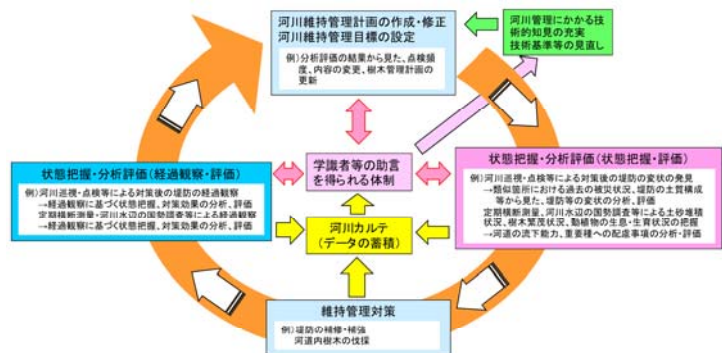 河川維持管理計画の作成・修正
河川維持管理目標の設定
例)分析評価の結果から見た、点検頻
度、内容の変更、樹木管理計画の
更新
河川管理にかかる技
術的知見の充実
技術基準等の見直し
状態把握・分析評価(経過観察・評価)
例)河川巡視・点検等による対策後の堤防の経過観察
→経過観察に基づく状態把握、対策効果の分析、評価
定期横断測量・河川水辺の国勢調査等による経過観察
→経過観察に基づく状態把握、対策効果の分析・評価
学識者等の助言
を得られる体制
河川カルテ
(データの蓄積)
状態把握・分析評価(状態把握・評価)
例)河川巡視・点検等による対策後の堤防の変状の発見
→類似箇所における過去の被災状況、堤防の土質構成
等から見た、堤防等の変状の分析、評価
定期横断測量、河川水辺の国勢調査等による土砂堆積
状況、樹木繁茂状況、動植物の生息・生育状況の把握
→河道の流下能力、重要種への配慮事項の分析・評価
維持管理対策
例)堤防の補修・補強
河道内樹木の伐採